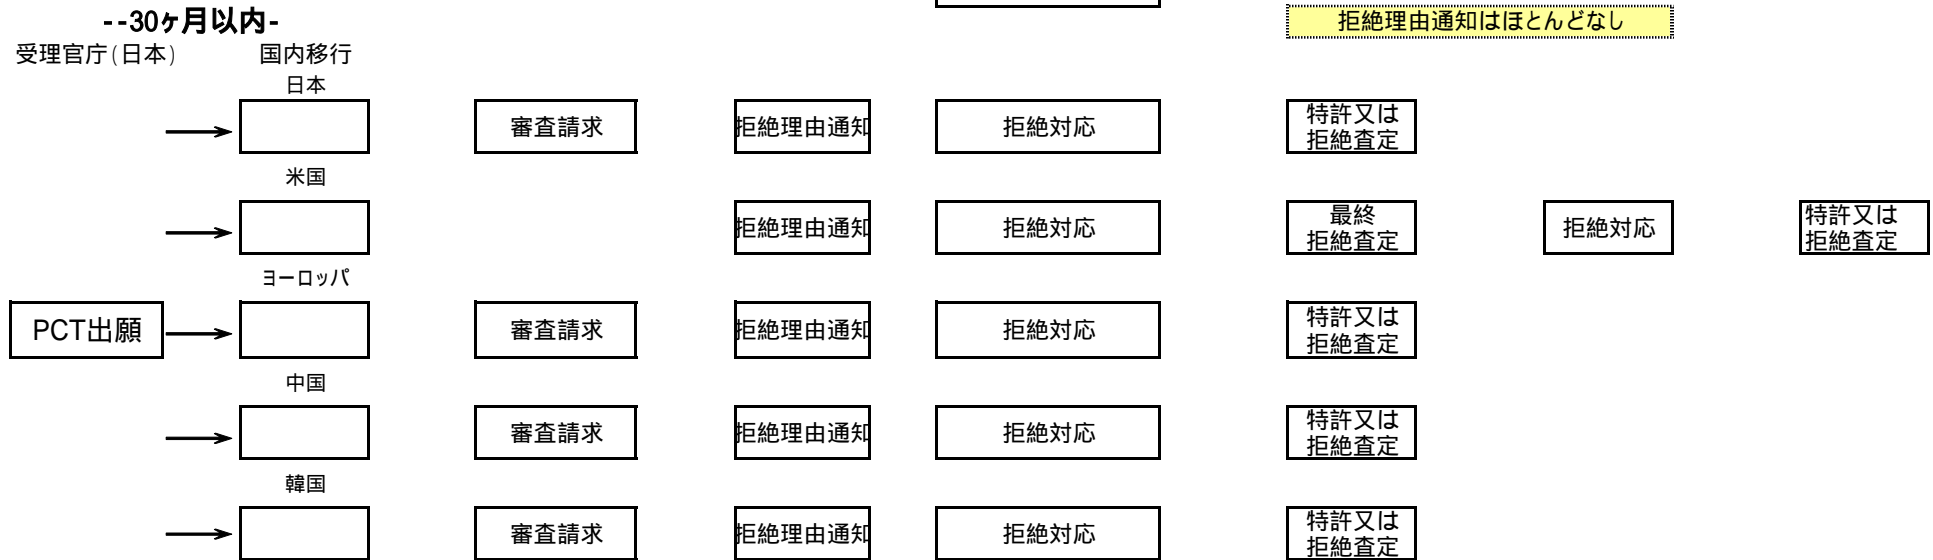 --30ヶ月以内-
拒絶理由通知はほとんどなし
受理官庁(日本)
国内移行
日本
審査請求
拒絶理由通知
拒絶対応
特許又は
拒絶査定
米国
拒絶理由通知
拒絶対応
最終
拒絶査定
拒絶対応
特許又は
拒絶査定
ヨーロッパ
PCT出願
審査請求
拒絶理由通知
拒絶対応
特許又は
拒絶査定
中国
審査請求
拒絶理由通知
拒絶対応
特許又は
拒絶査定
韓国
審査請求
拒絶理由通知
拒絶対応
特許又は
拒絶査定